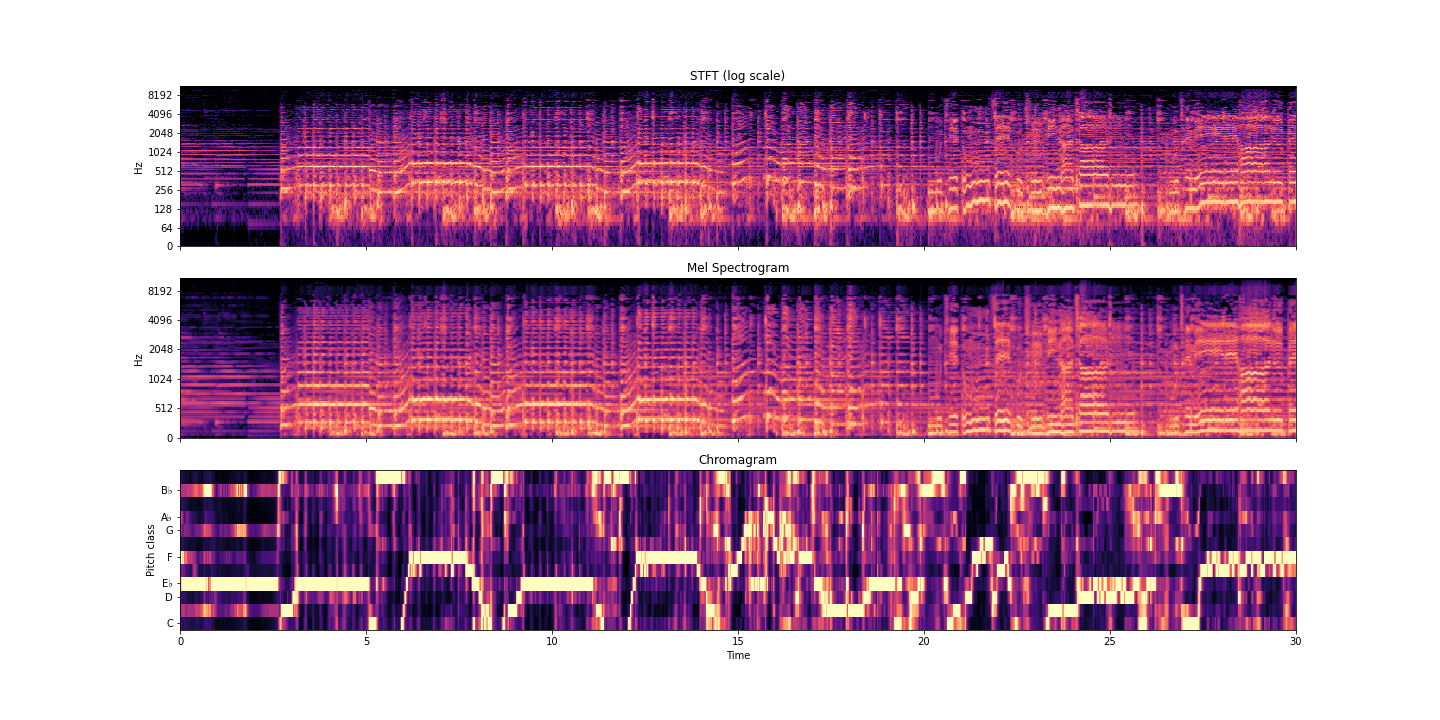 STFT (log scale)
8192
4096
2048
1024
512
256
128
64
0
Hz
Mel Spectrogram
8192
4096
2048
1024
512
0
Hz
Chromagram
B♭
A♭
G
F
E♭
D
C
Pitch class
0 5 10 15 20 25 30
Time